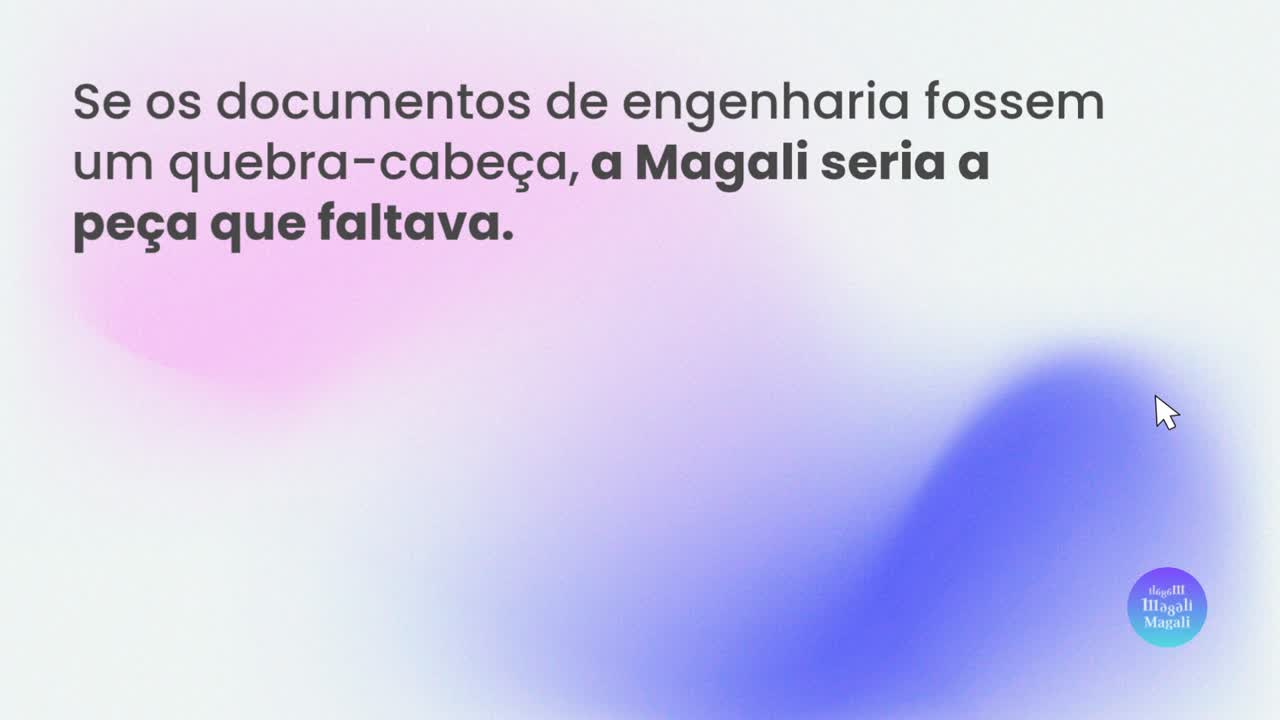 Se os documentos de engenharia fossem
um quebra-cabeça, a Magali seria a
peça que faltava.
Magali